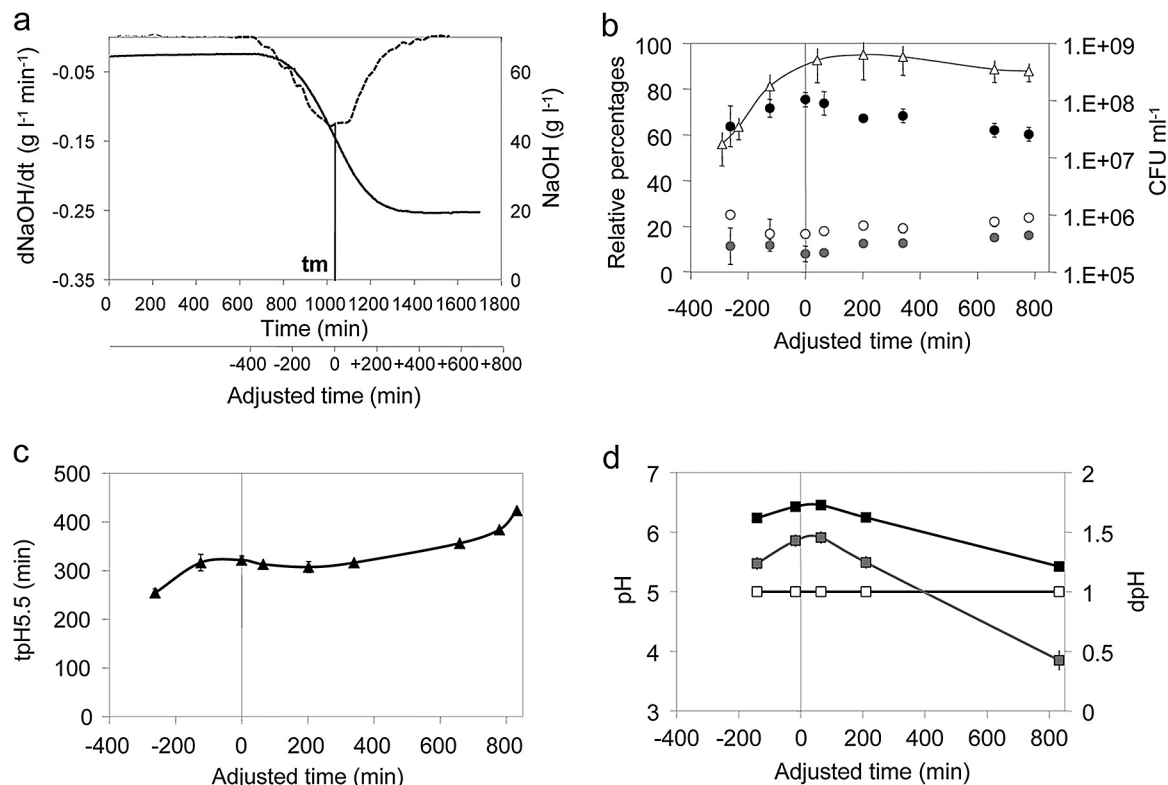 a
dNaOH/dt (g l-1 min-1)
-0.05
-0.15
-0.25
-0.35
60
40
20
0
NaOH (g l-1)
tm
0 200 400 600 800 1000 1200 1400 1600 1800
Time (min)
-400 -200 0 +200 +400 +600 +800
Adjusted time (min)
b
Relative percentages
100
80
60
40
20
0
1.E+09
1.E+08
1.E+07
1.E+06
1.E+05
CFU ml-1
-400 -200 0 200 400 600 800
Adjusted time (min)
c
tpH5.5 (min)
500
400
300
200
100
0
-400 -200 0 200 400 600 800
Adjusted time (min)
d
pH
7
6
5
4
3
2
1.5
1
0.5
0
dpH
-400 -200 0 200 400 600 800
Adjusted time (min)